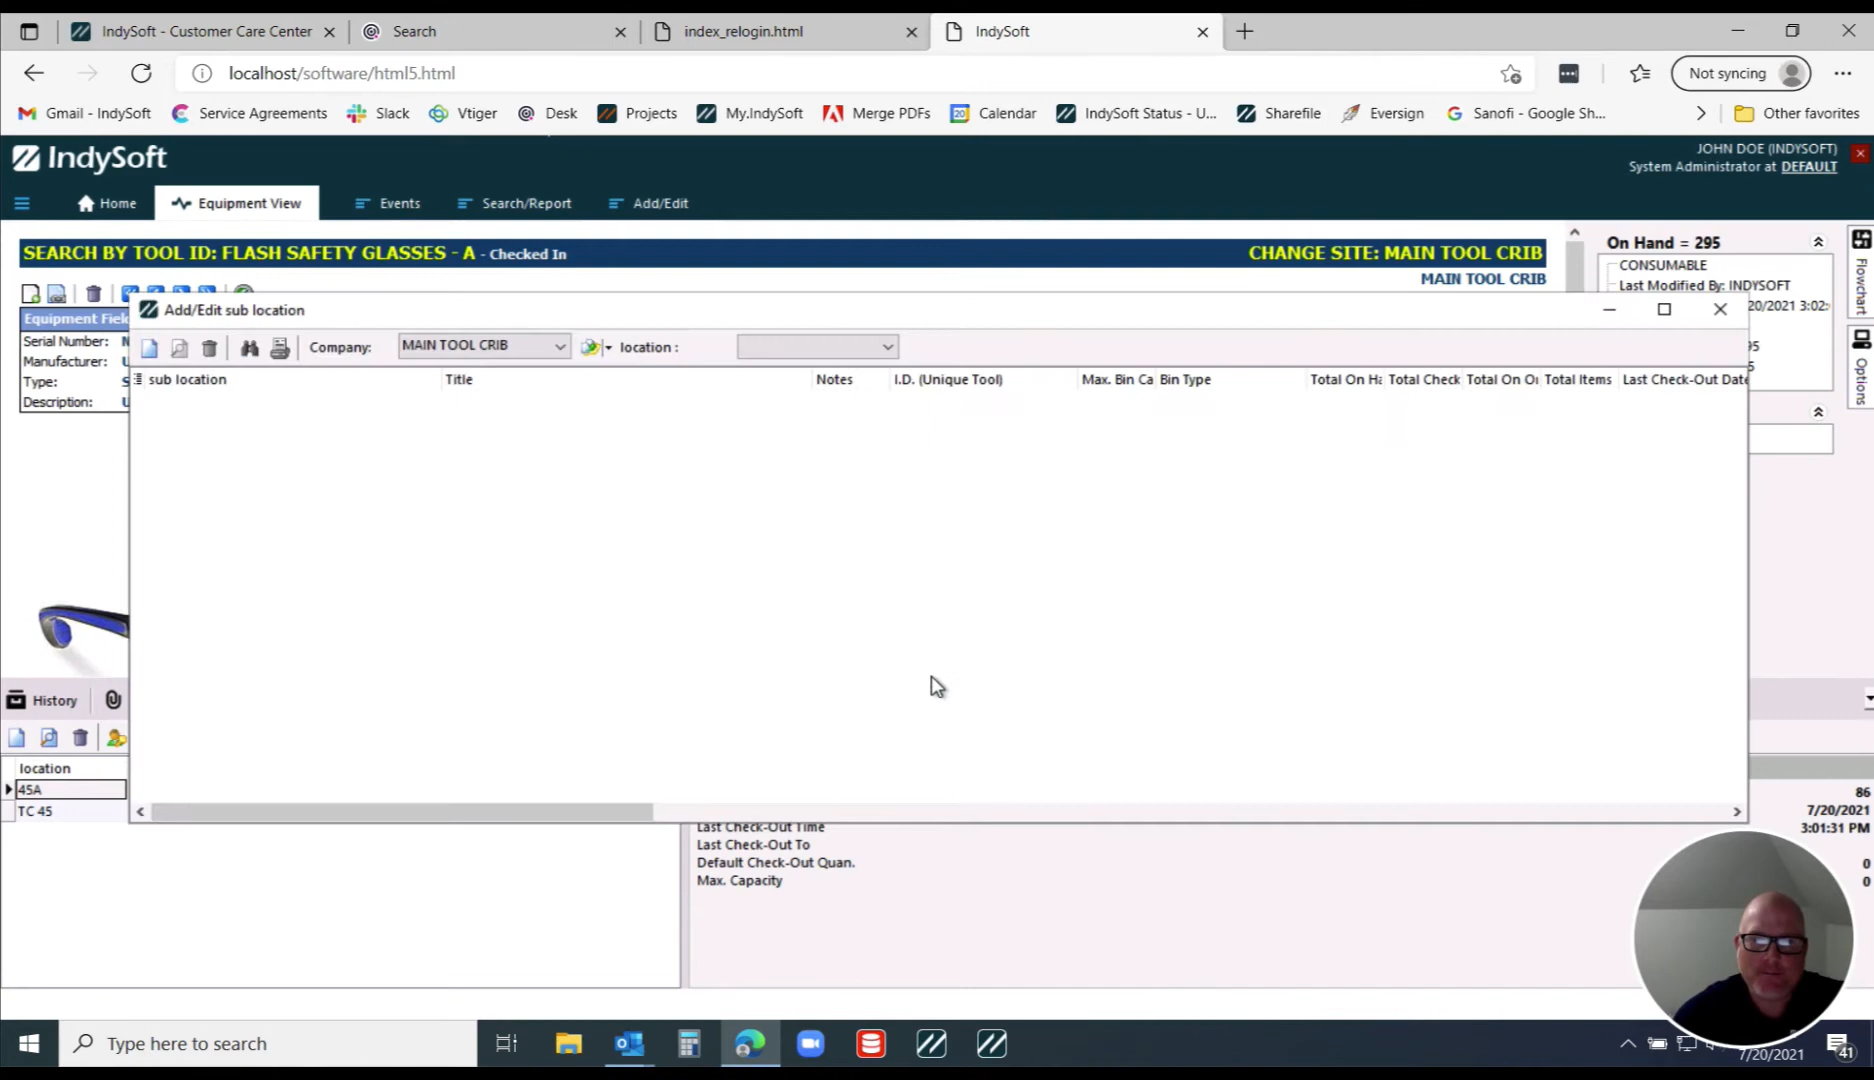 IndySoft - Customer Care Center
Search
index_relogin.html
IndySoft
localhost/software/html5.html
Not syncing
Gmail - IndySoft
Service Agreements
Slack
Vtiger
Desk
Projects
My.IndySoft
Merge PDFs
20
Calendar
IndySoft Status - U...
Sharefile
Eversign
Sanofi - Google Sh...
Other favorites
IndySoft
JOHN DOE (INDYSOFT)
System Administrator at DEFAULT
Home
Equipment View
Events
Search/Report
Add/Edit
SEARCH BY TOOL ID: FLASH SAFETY GLASSES - A - Checked In
CHANGE SITE: MAIN TOOL CRIB
MAIN TOOL CRIB
On Hand = 295
CONSUMABLE
Last Modified By: INDYSOFT
20/2021 3:02:
Flowchart
Options
Equipment Fiel
Serial Number: N
Manufacturer: U
Type: S
Description: U
Add/Edit sub location
Company: MAIN TOOL CRIB
location :
sub location
Title
Notes
I.D. (Unique Tool)
Max. Bin Ca
Bin Type
Total On Ha
Total Check
Total On Or
Total Items
Last Check-Out Date
History
location
45A
TC 45
86
7/20/2021
Last Check-Out Time
3:01:31 PM
Last Check-Out To
Default Check-Out Quan.
0
Max. Capacity
0
Type here to search
7/20/2021
41